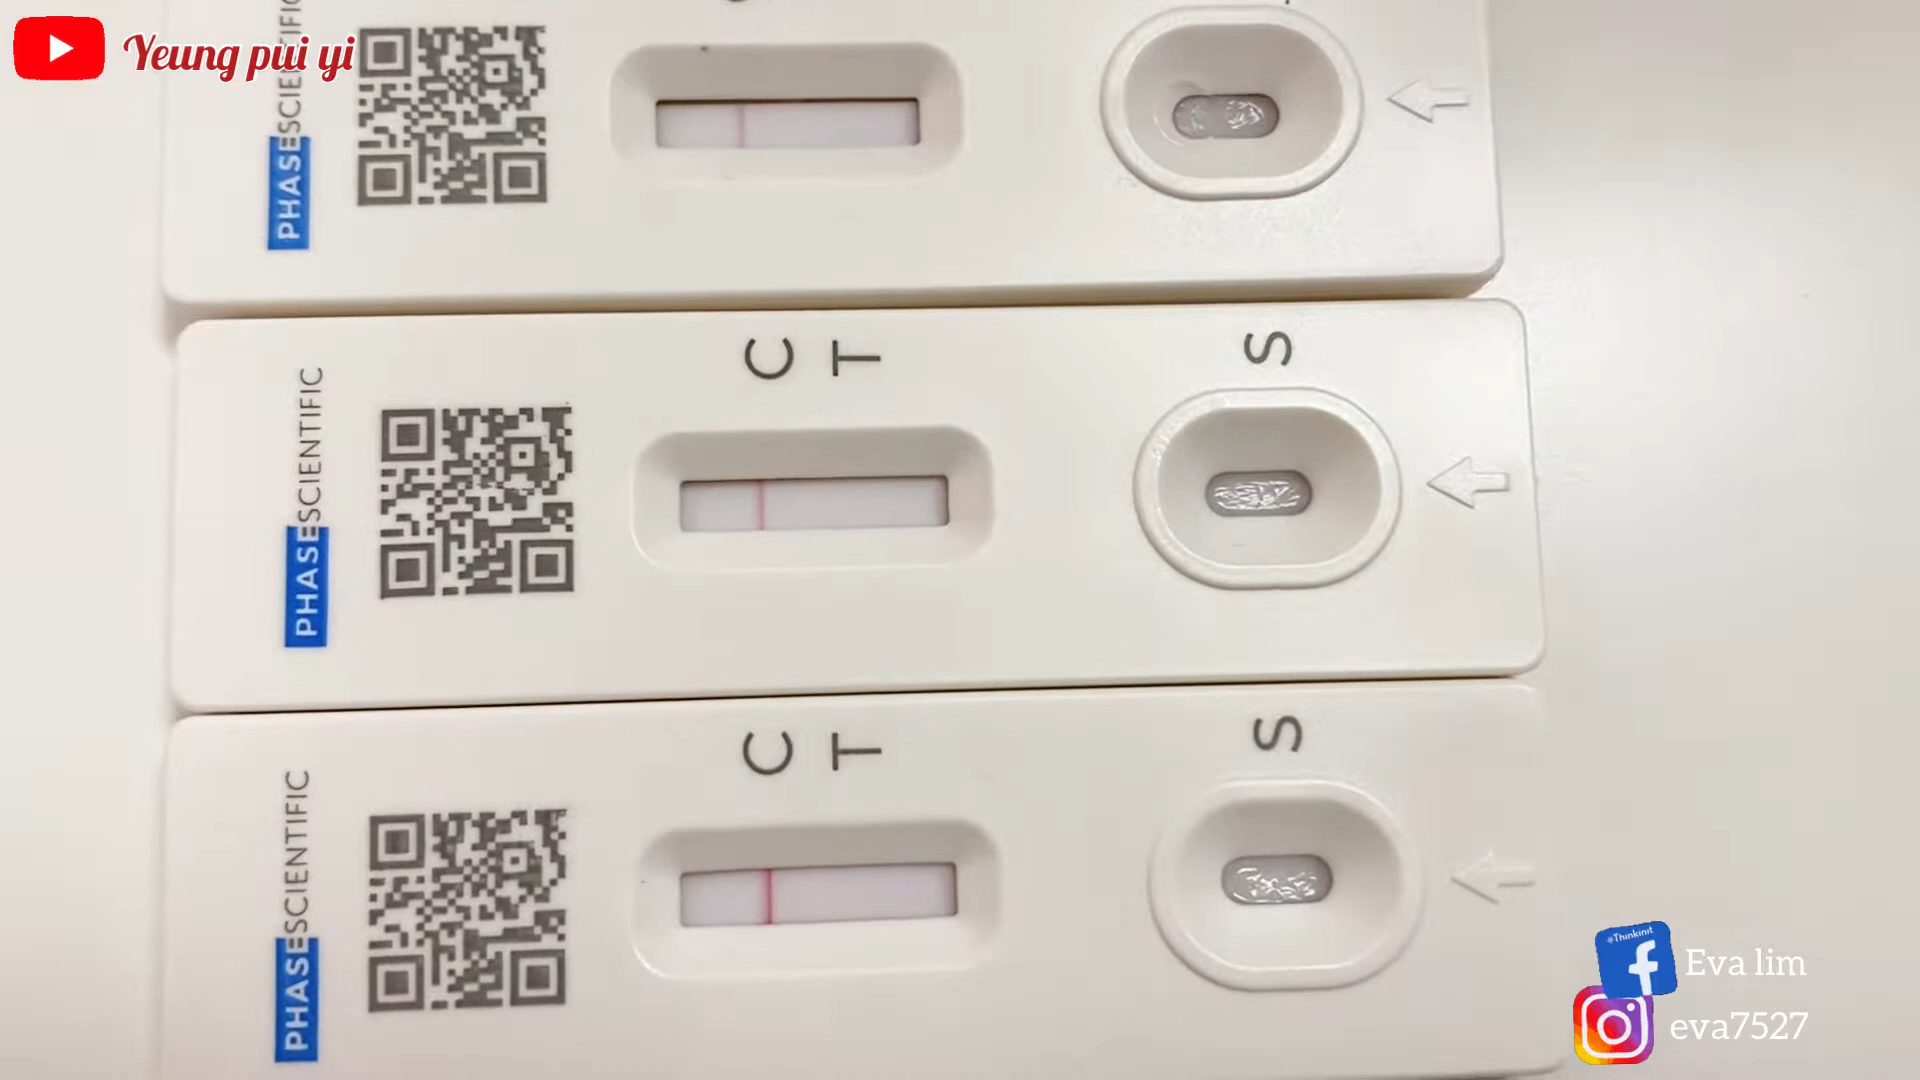 Yeung pui yi
PHASESCIENTIFIC
C
T
S
PHASESCIENTIFIC
C
T
S
PHASESCIENTIFIC
@Thinkinit
Eva lim
eva7527